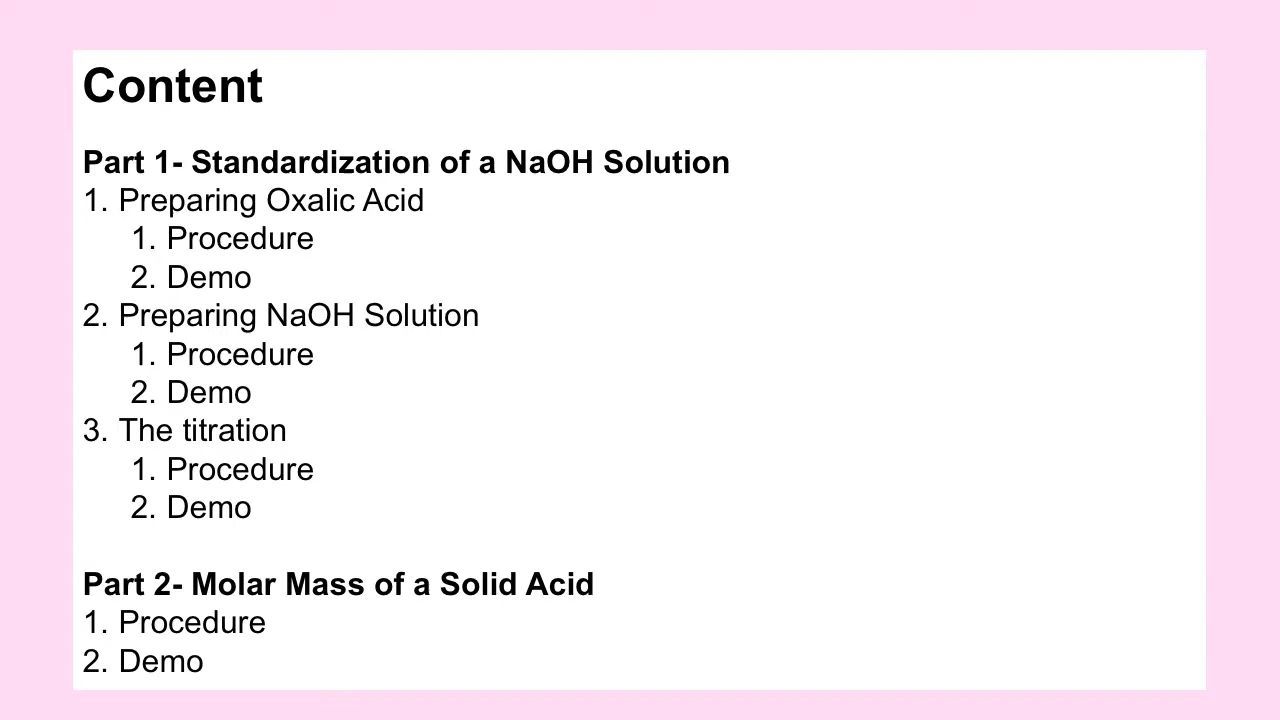 Content
Part 1- Standardization of a NaOH Solution
1. Preparing Oxalic Acid
1. Procedure
2. Demo
2. Preparing NaOH Solution
1. Procedure
2. Demo
3. The titration
1. Procedure
2. Demo
Part 2- Molar Mass of a Solid Acid
1. Procedure
2. Demo